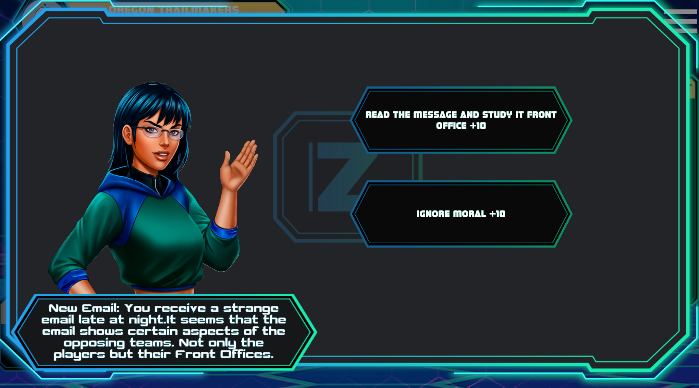 OREGON TRAILMAKERS
READ THE MESSAGE AND STUDY IT FRONT
OFFICE +10
Z
IGNORE MORAL +10
New Email: You receive a strange
email late at night.It seems that the
email shows certain aspects of the
opposing teams. Not only the
players but their Front Offices.